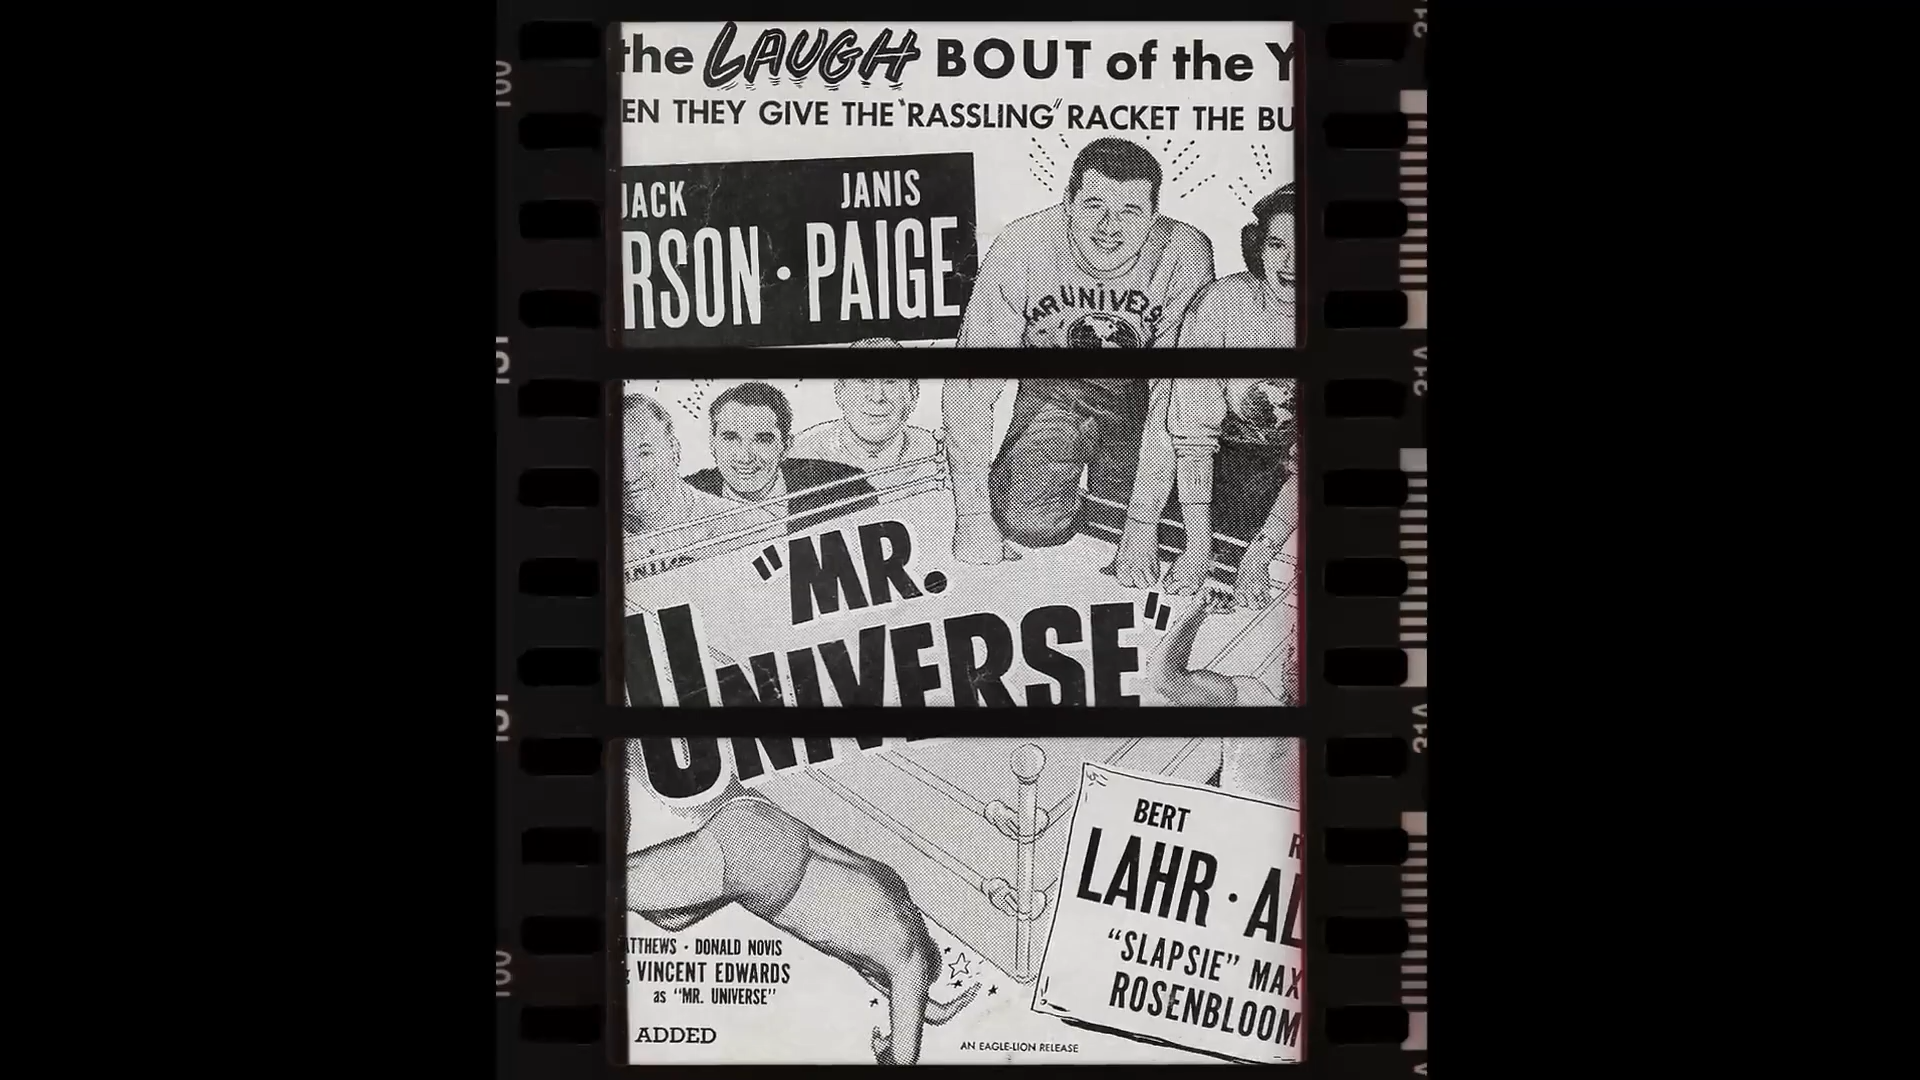 the LAUGH BOUT of the Y
EN THEY GIVE THE "RASSLING" RACKET THE BU
JACK JANIS
RSON · PAIGE
MR UNIVERS
"MR.
UNIVERSE"
BERT
LAHR · AL
"SLAPSIE" MAX
ROSENBLOOM
ATTHEWS · DONALD NOVIS
VINCENT EDWARDS
as "MR. UNIVERSE"
ADDED
AN EAGLE-LION RELEASE